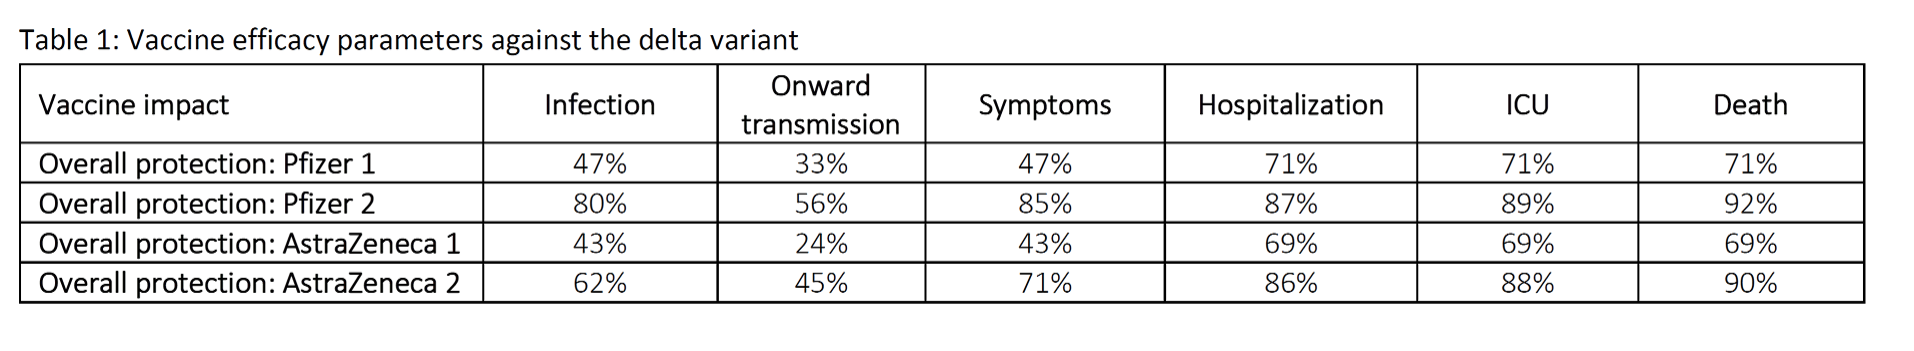 Table 1: Vaccine efficacy parameters against the delta variant
Vaccine impact Infection Onward transmission Symptoms Hospitalization ICU Death
Overall protection: Pfizer 1 47% 33% 47% 71% 71% 71%
Overall protection: Pfizer 2 80% 56% 85% 87% 89% 92%
Overall protection: AstraZeneca 1 43% 24% 43% 69% 69% 69%
Overall protection: AstraZeneca 2 62% 45% 71% 86% 88% 90%